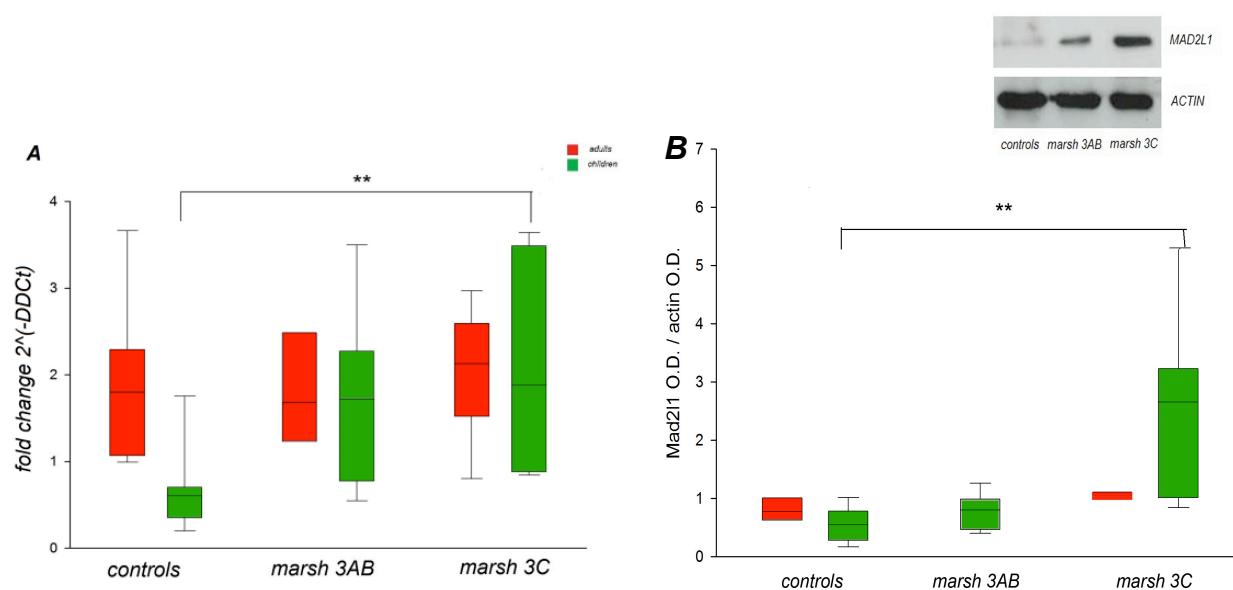 MAD2L1
ACTIN
controls marsh 3AB marsh 3C
A
adults
children
**
fold change 2^(-DDCt)
4
3
2
1
0
controls marsh 3AB marsh 3C
B
**
Mad2l1 O.D. / actin O.D.
7
6
5
4
3
2
1
0
controls marsh 3AB marsh 3C